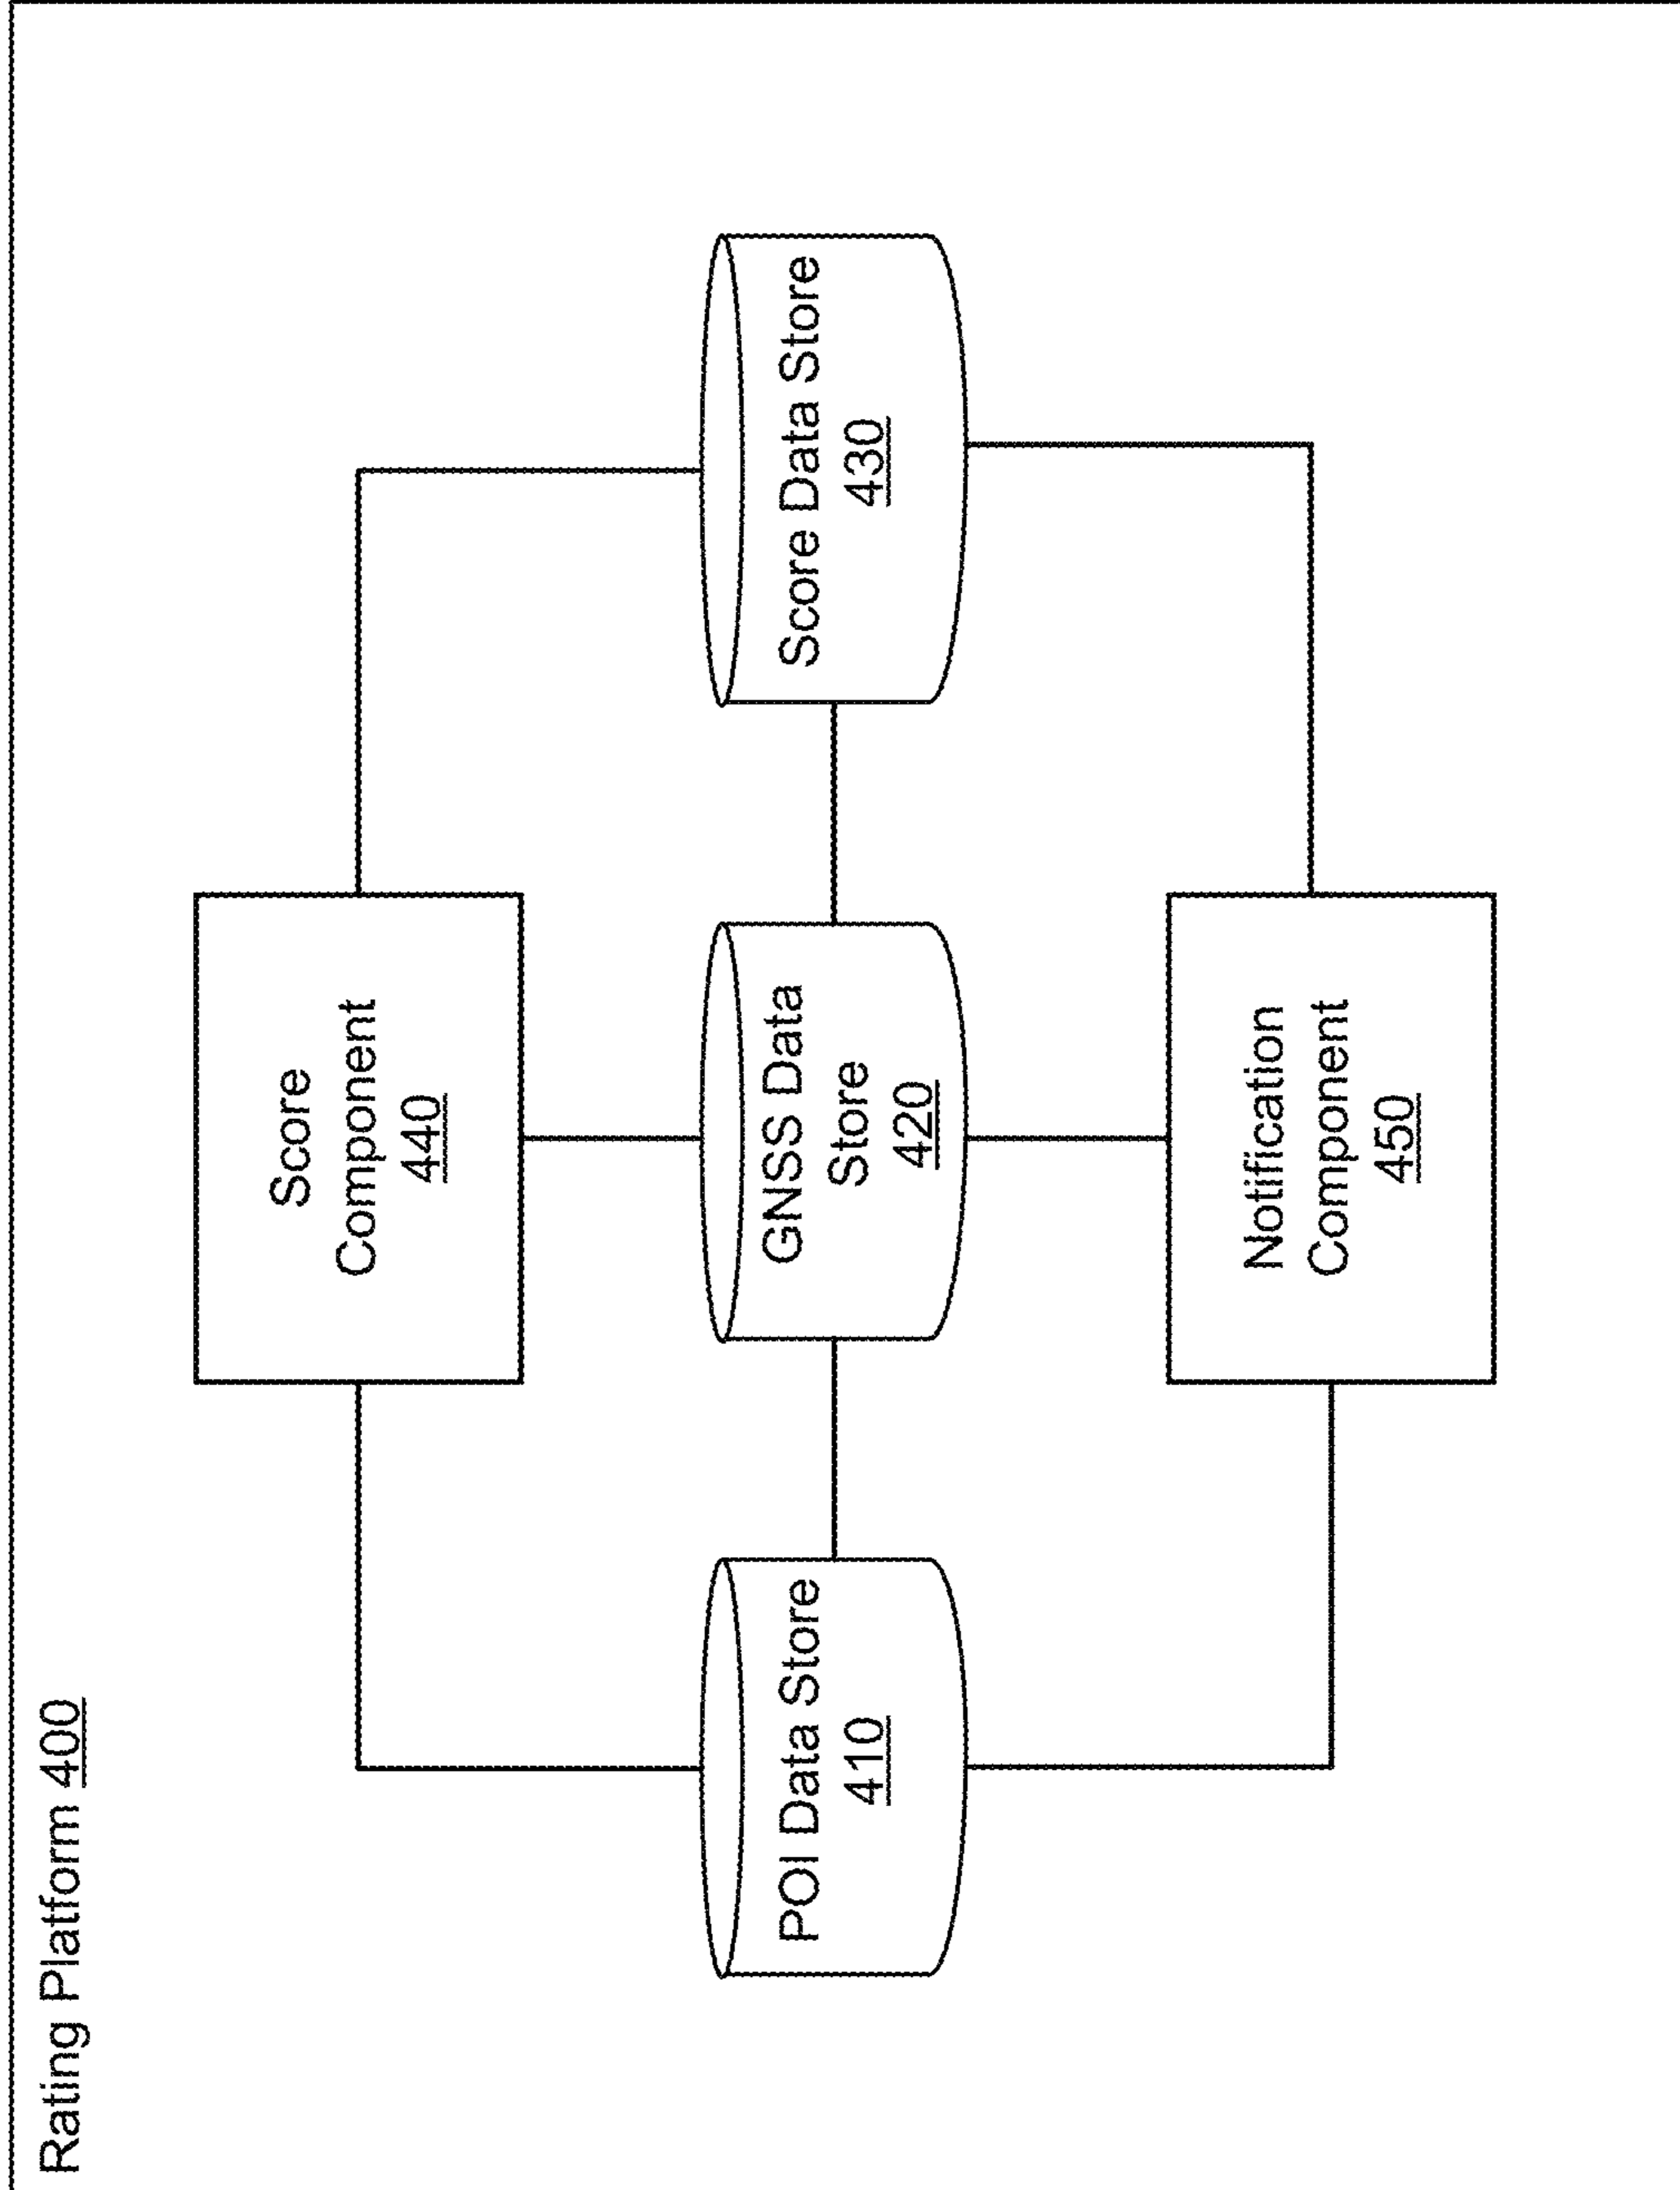 Rating Platform 400
Score
Component
440
POI Data Store
410
GNSS Data
Store
420
Score Data Store
430
Notification
Component
450